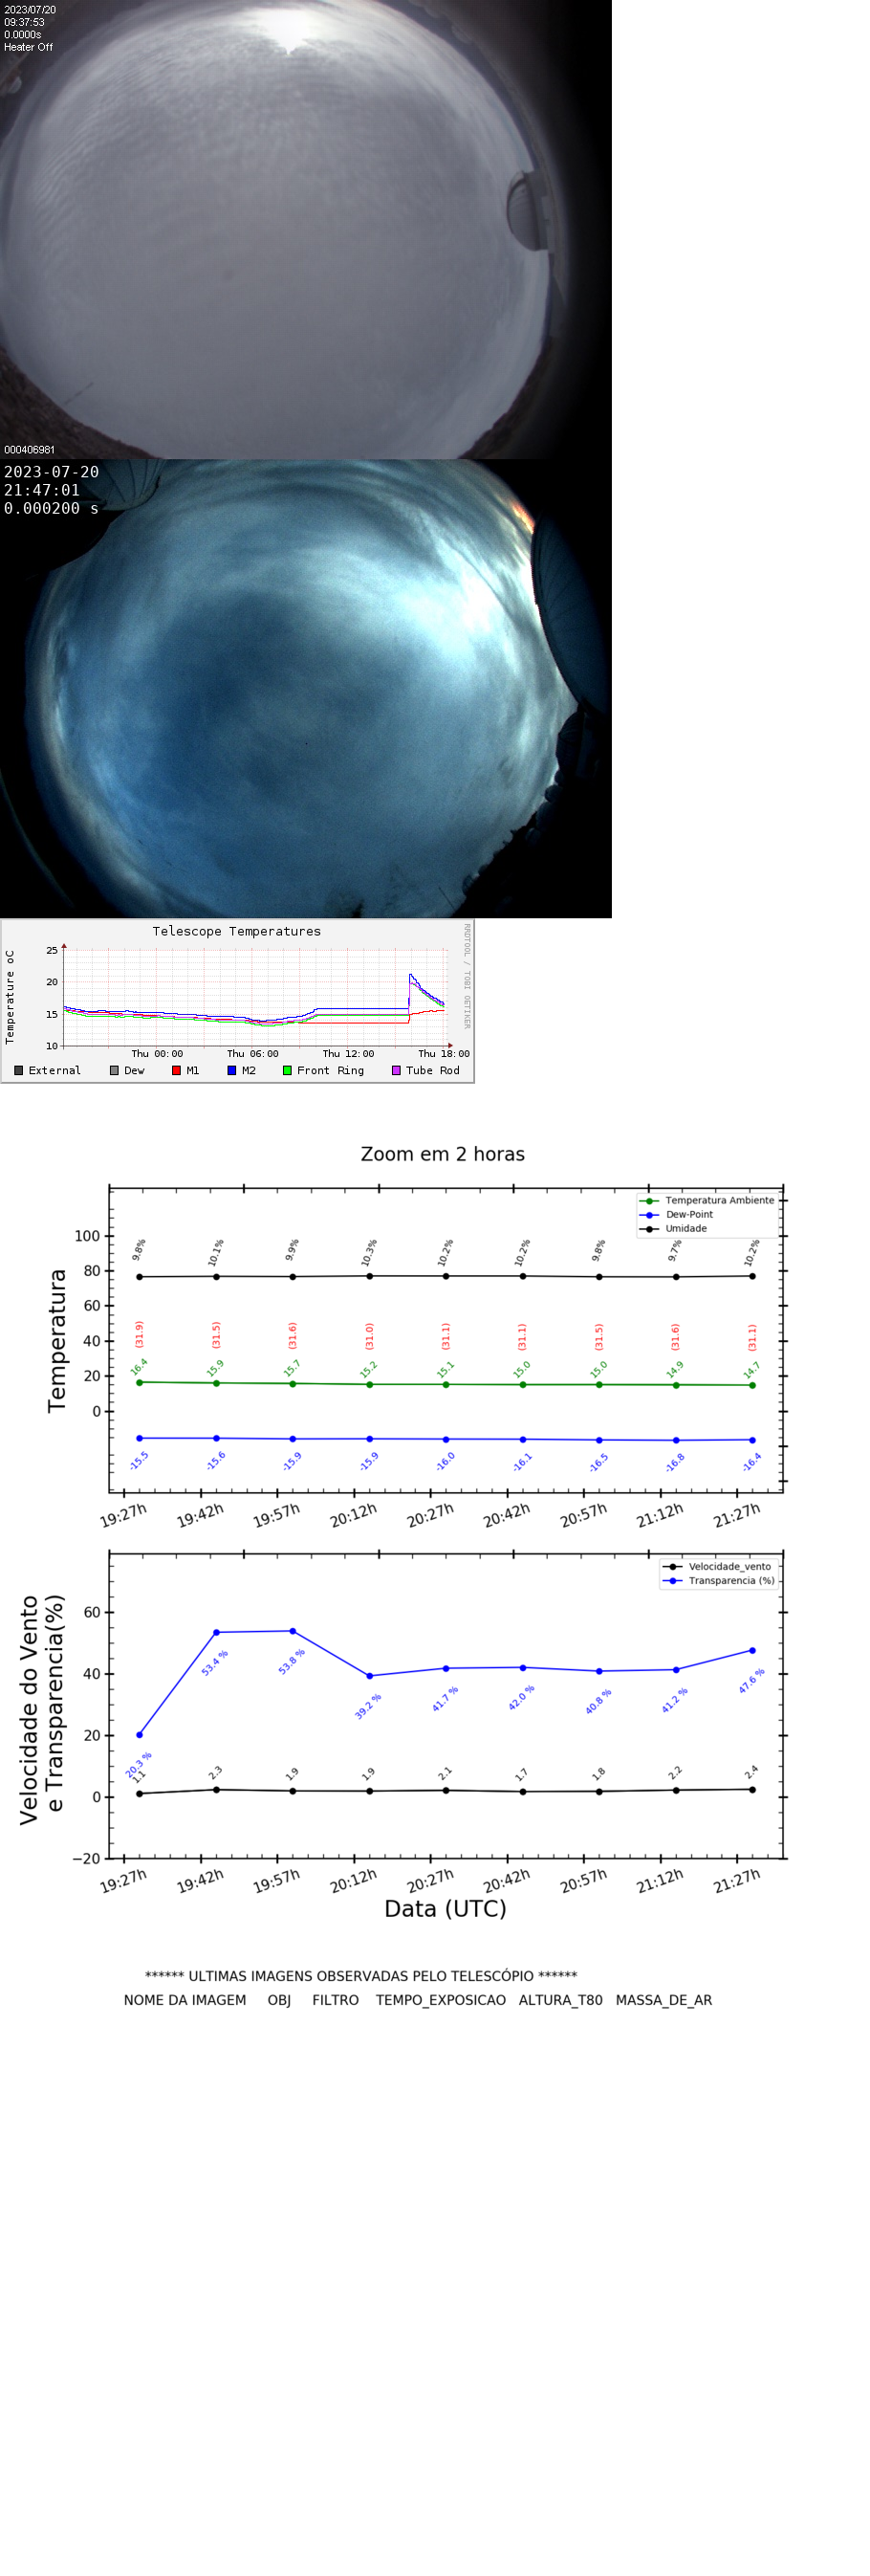 2023/07/20
09:37:53
0.0000s
Heater Off
000406981
2023-07-20
21:47:01
0.000200 s
Telescope Temperatures
RRDTOOL / TOBI OETIKER
Temperature oC
25
20
15
10
Thu 00:00 Thu 06:00 Thu 12:00 Thu 18:00
External Dew M1 M2 Front Ring Tube Rod
Zoom em 2 horas
Temperatura Ambiente
Dew-Point
Umidade
Temperatura
100
80
60
40
20
0
9.8% 10.1% 9.9% 10.3% 10.2% 10.2% 9.8% 9.7% 10.2%
(31.9) (31.5) (31.6) (31.0) (31.1) (31.1) (31.5) (31.6) (31.1)
16.4 15.9 15.7 15.2 15.1 15.0 15.0 14.9 14.7
-15.5 -15.6 -15.9 -15.9 -16.0 -16.1 -16.5 -16.8 -16.4
19:27h 19:42h 19:57h 20:12h 20:27h 20:42h 20:57h 21:12h 21:27h
Velocidade_vento
Transparencia (%)
Velocidade do Vento
e Transparencia(%)
60
40
20
0
−20
20.3 % 53.4 % 53.8 % 39.2 % 41.7 % 42.0 % 40.8 % 41.2 % 47.6 %
1.1 2.3 1.9 1.9 2.1 1.7 1.8 2.2 2.4
19:27h 19:42h 19:57h 20:12h 20:27h 20:42h 20:57h 21:12h 21:27h
Data (UTC)
****** ULTIMAS IMAGENS OBSERVADAS PELO TELESCÓPIO ******
NOME DA IMAGEM OBJ FILTRO TEMPO_EXPOSICAO ALTURA_T80 MASSA_DE_AR